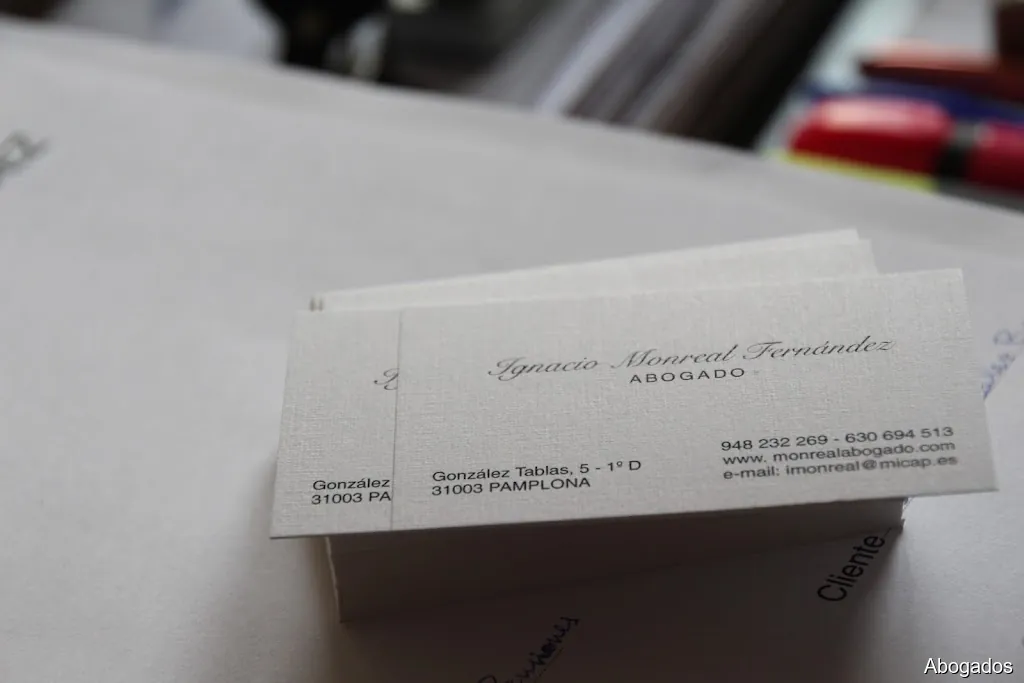 Ignacio Monreal Fernández
ABOGADO
González Tablas, 5 - 1º D
31003 PAMPLONA
948 232 269 - 630 694 513
www. monrealabogado.com
e-mail: imonreal@micap.es
González
31003 PA
Cliente
Abogados